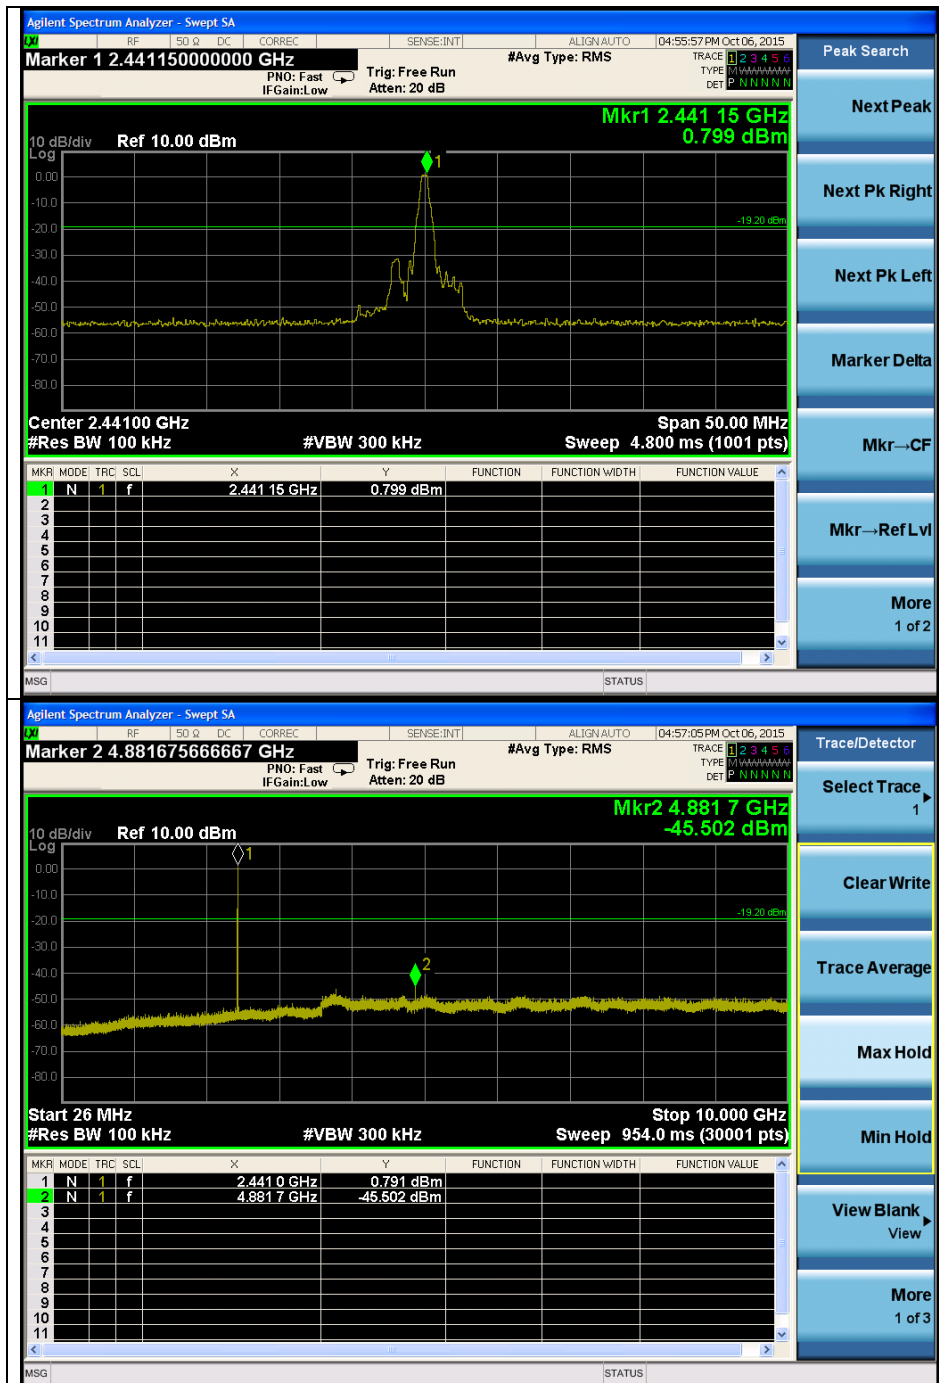 Agilent Spectrum Analyzer - Swept SA
LXI RF 50 Ω DC CORREC SENSE:INT ALIGNAUTO 04:55:57 PM Oct 06, 2015
Marker 1 2.441150000000 GHz #Avg Type: RMS TRACE 1 2 3 4 5 6
PNO: Fast Trig: Free Run TYPE M
IFGain:Low Atten: 20 dB DET P N N N N N
Mkr1 2.441 15 GHz
0.799 dBm
10 dB/div Ref 10.00 dBm
Log
1
0.00
-10.0
-19.20 dBm
-20.0
-30.0
-40.0
-50.0
-60.0
-70.0
-80.0
Center 2.44100 GHz Span 50.00 MHz
#Res BW 100 kHz #VBW 300 kHz Sweep 4.800 ms (1001 pts)
MKR MODE TRC SCL X Y FUNCTION FUNCTION WIDTH FUNCTION VALUE
1 N 1 f 2.441 15 GHz 0.799 dBm
2
3
4
5
6
7
8
9
10
11
MSG STATUS
Peak Search
Next Peak
Next Pk Right
Next Pk Left
Marker Delta
Mkr→CF
Mkr→Ref Lvl
More
1 of 2
Agilent Spectrum Analyzer - Swept SA
LXI RF 50 Ω DC CORREC SENSE:INT ALIGNAUTO 04:57:05 PM Oct 06, 2015
Marker 2 4.881675666667 GHz #Avg Type: RMS TRACE 1 2 3 4 5 6
PNO: Fast Trig: Free Run TYPE M
IFGain:Low Atten: 20 dB DET P N N N N N
Mkr2 4.881 7 GHz
-45.502 dBm
10 dB/div Ref 10.00 dBm
Log
1
0.00
-10.0
-19.20 dBm
-20.0
-30.0
2
-40.0
-50.0
-60.0
-70.0
-80.0
Start 26 MHz Stop 10.000 GHz
#Res BW 100 kHz #VBW 300 kHz Sweep 954.0 ms (30001 pts)
MKR MODE TRC SCL X Y FUNCTION FUNCTION WIDTH FUNCTION VALUE
1 N 1 f 2.441 0 GHz 0.791 dBm
2 N 1 f 4.881 7 GHz -45.502 dBm
3
4
5
6
7
8
9
10
11
MSG STATUS
Trace/Detector
Select Trace
1
Clear Write
Trace Average
Max Hold
Min Hold
View Blank
View
More
1 of 3